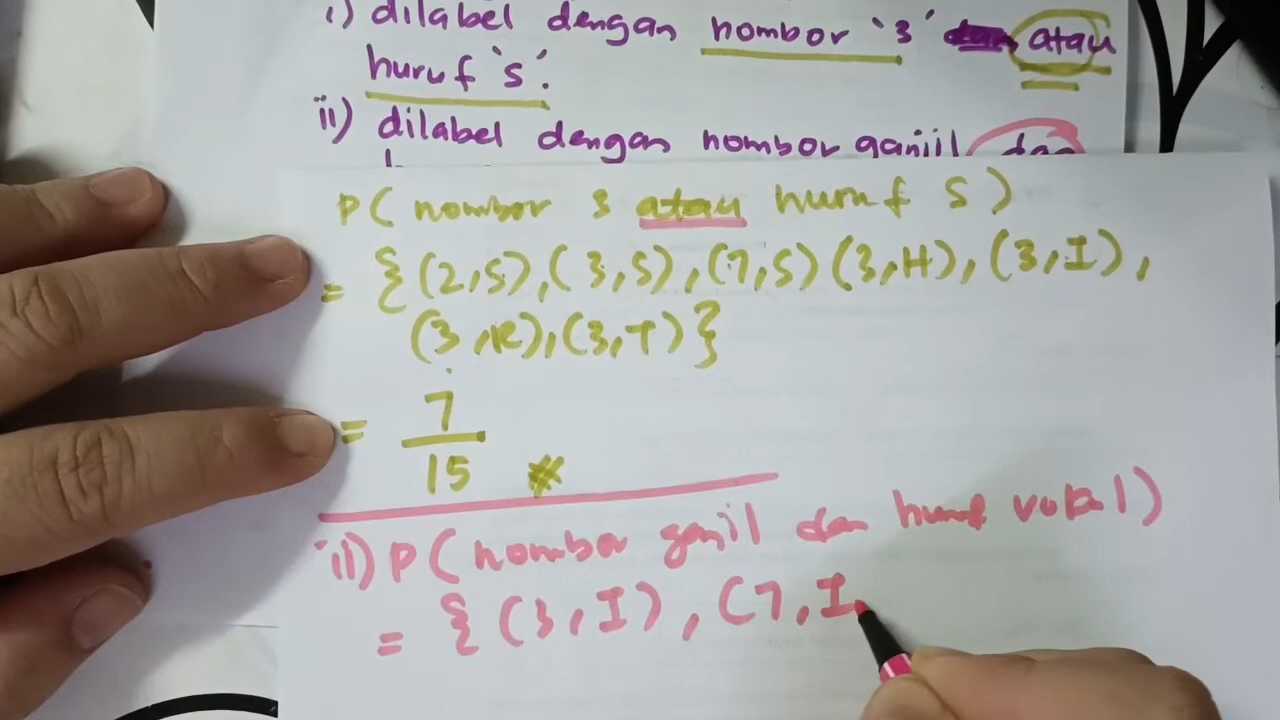 i) dilabel dengan nombor '3' atau
huruf 's'.
ii) dilabel dengan nombor ganjil dan
P( nombor 3 atau huruf S )
= {(2,S),(3,S),(7,S)(3,H),(3,I),
(3,R),(3,T)}
= 7
15
ii) P( nombor ganjil dan huruf vokal )
= { (3,I), (7,I